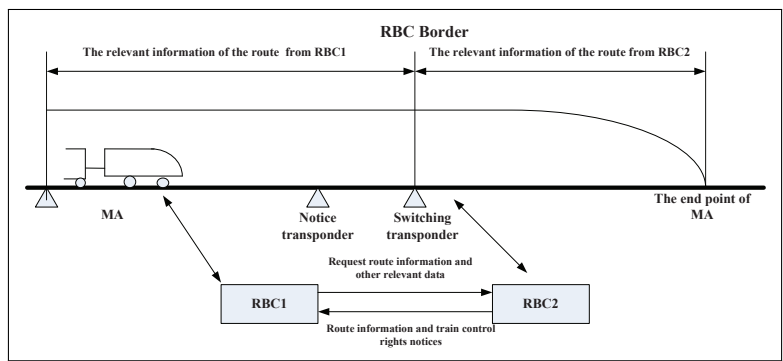 RBC Border
The relevant information of the route from RBC1
The relevant information of the route from RBC2
MA
Notice
transponder
Switching
transponder
The end point of
MA
Request route information and
other relevant data
RBC1
RBC2
Route information and train control
rights notices